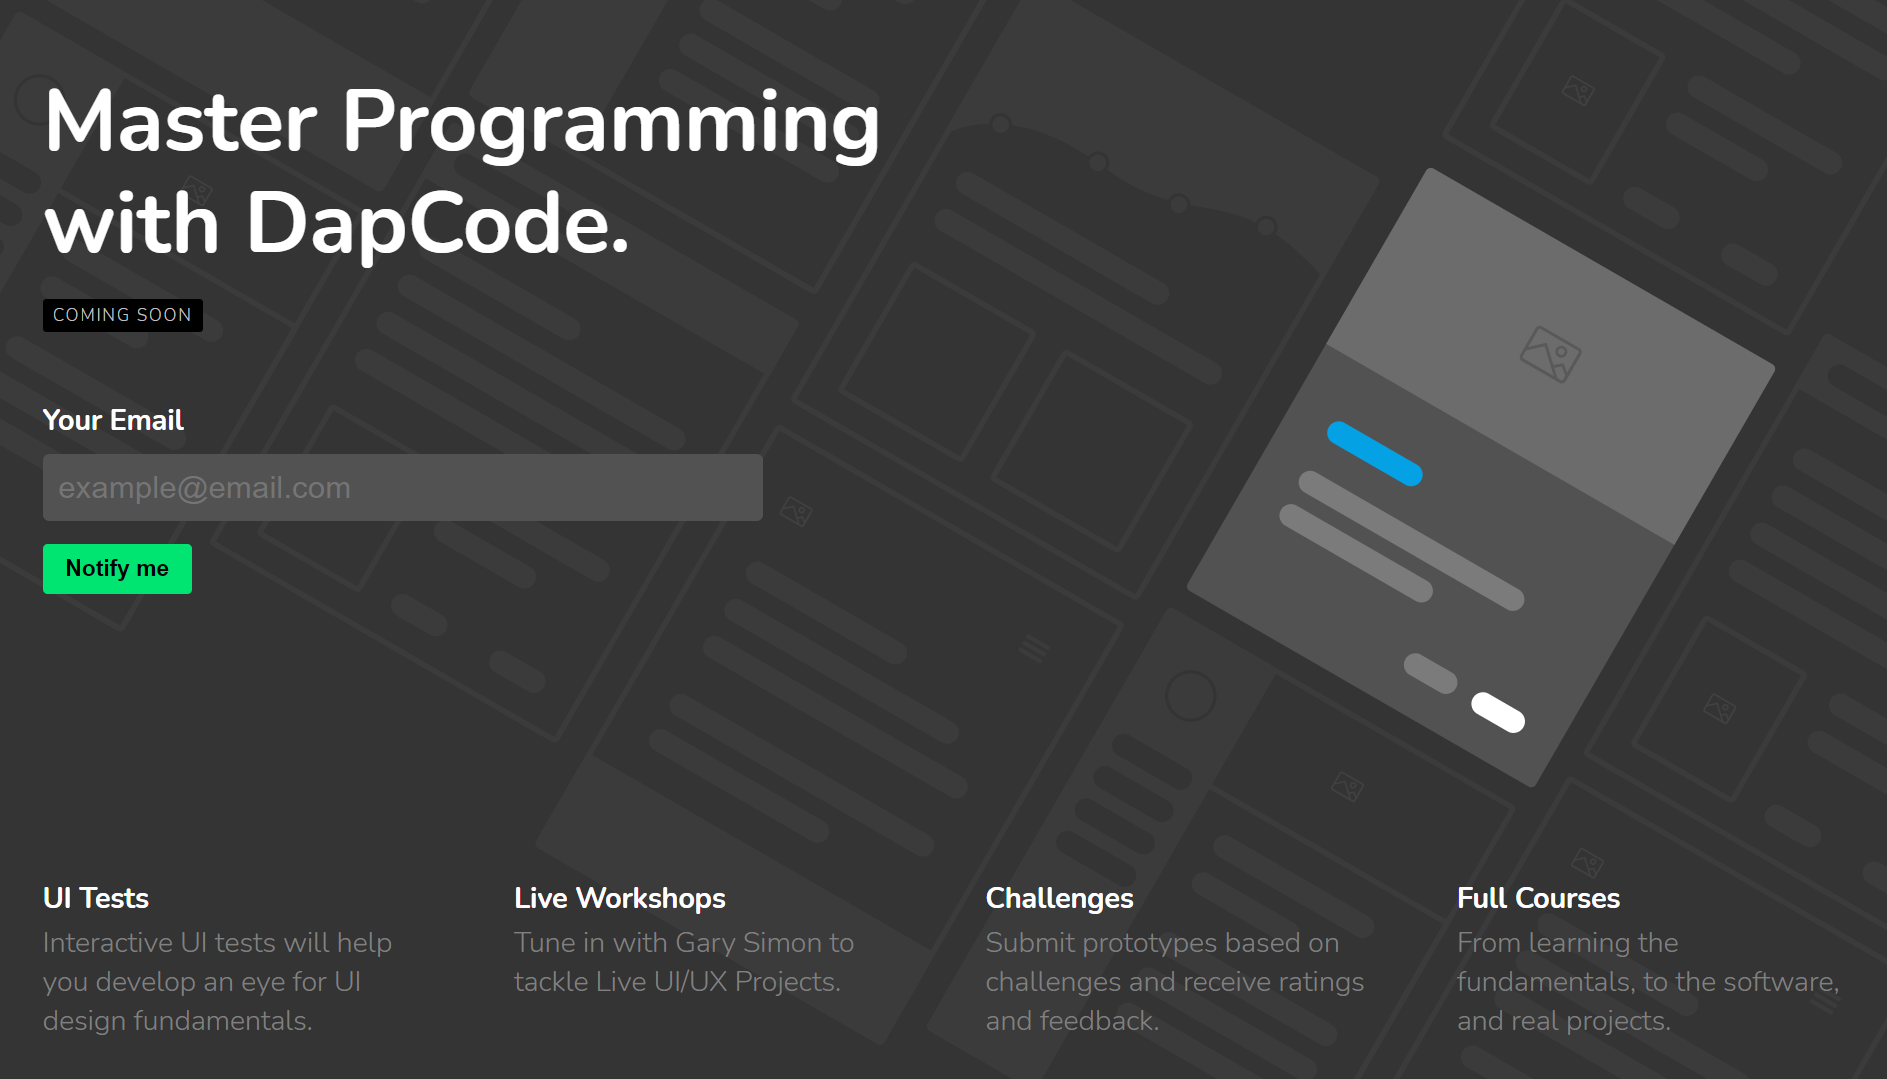 Master Programming
with DapCode.
COMING SOON
Your Email
example@email.com
Notify me
UI Tests
Interactive UI tests will help
you develop an eye for UI
design fundamentals.
Live Workshops
Tune in with Gary Simon to
tackle Live UI/UX Projects.
Challenges
Submit prototypes based on
challenges and receive ratings
and feedback.
Full Courses
From learning the
fundamentals, to the software,
and real projects.